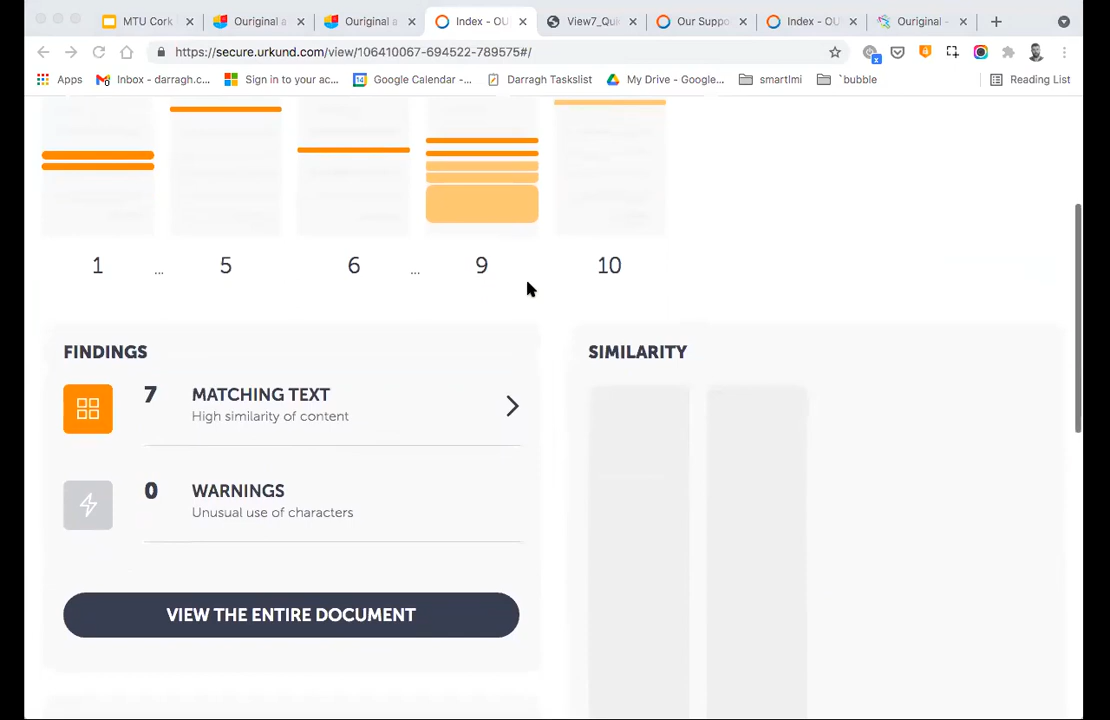 MTU Cork
Ouriginal a
Ouriginal a
Index - OU
View7_Qui
Our Suppo
Index - OU
Ouriginal -
https://secure.urkund.com/view/106410067-694522-789575#/
Apps
Inbox - darragh.c...
Sign in to your ac...
Google Calendar -...
Darragh Tasklist
My Drive - Google...
smartlmi
`bubble
Reading List
1 ... 5 6 ... 9 10
FINDINGS
7 MATCHING TEXT
High similarity of content
0 WARNINGS
Unusual use of characters
VIEW THE ENTIRE DOCUMENT
SIMILARITY